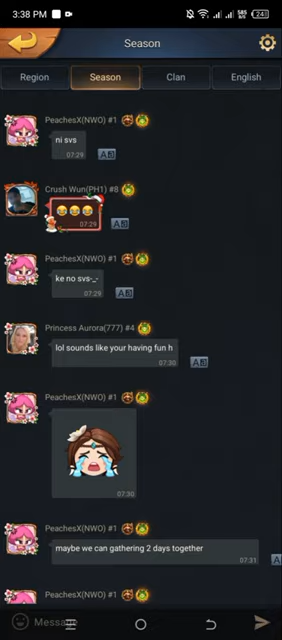 3:38 PM
585 B/s
24
Season
Region
Season
Clan
English
PeachesX(NWO) #1
ni svs
07:29
Crush Wun(PH1) #8
😂😂😂
07:29
PeachesX(NWO) #1
ke no svs-_-
07:29
Princess Aurora(777) #4
lol sounds like your having fun h
07:30
PeachesX(NWO) #1
07:30
PeachesX(NWO) #1
maybe we can gathering 2 days together
07:31
PeachesX(NWO) #1
Message